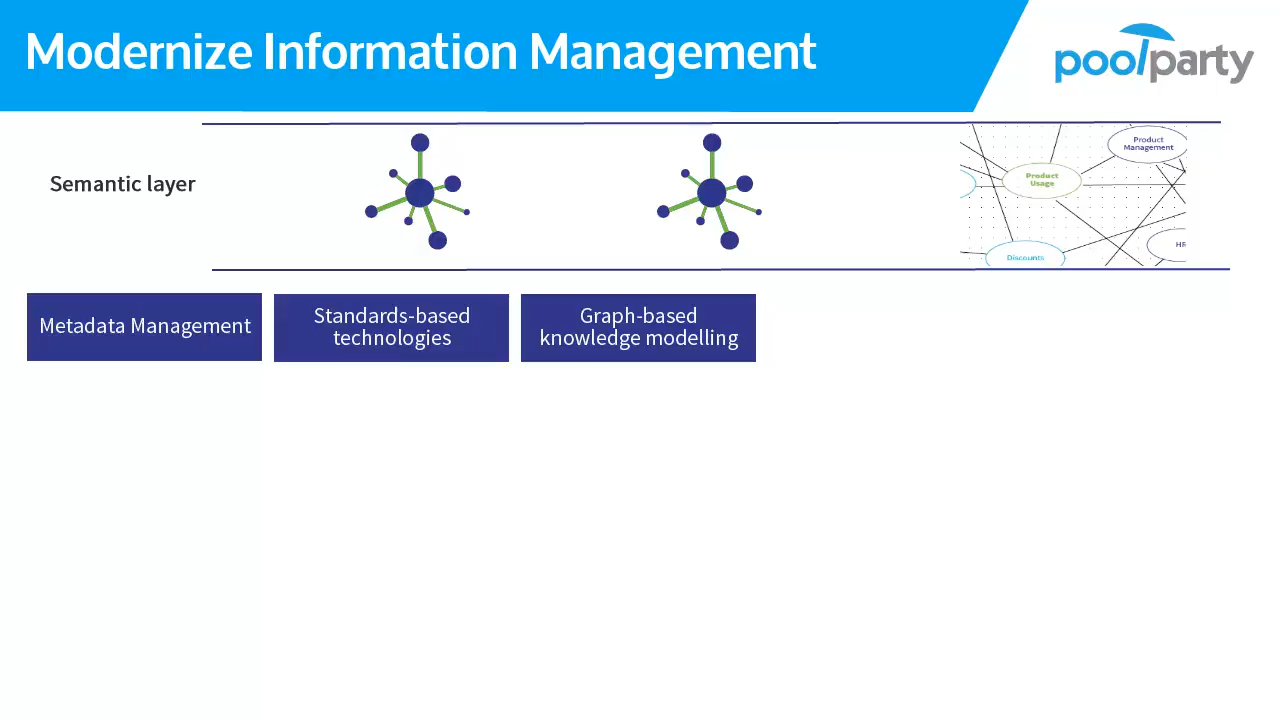 Modernize Information Management
poolparty
Semantic layer
Product
Management
Product
Usage
HR
Discounts
Metadata Management
Standards-based
technologies
Graph-based
knowledge modelling